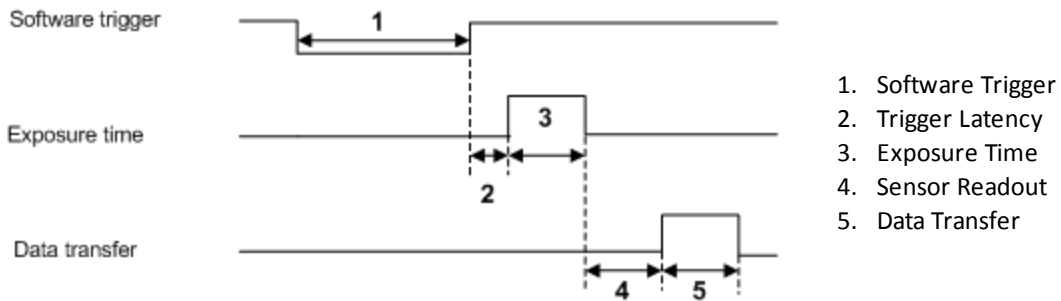 Software trigger
1
Exposure time
3
2
Data transfer
4
5
1. Software Trigger
2. Trigger Latency
3. Exposure Time
4. Sensor Readout
5. Data Transfer